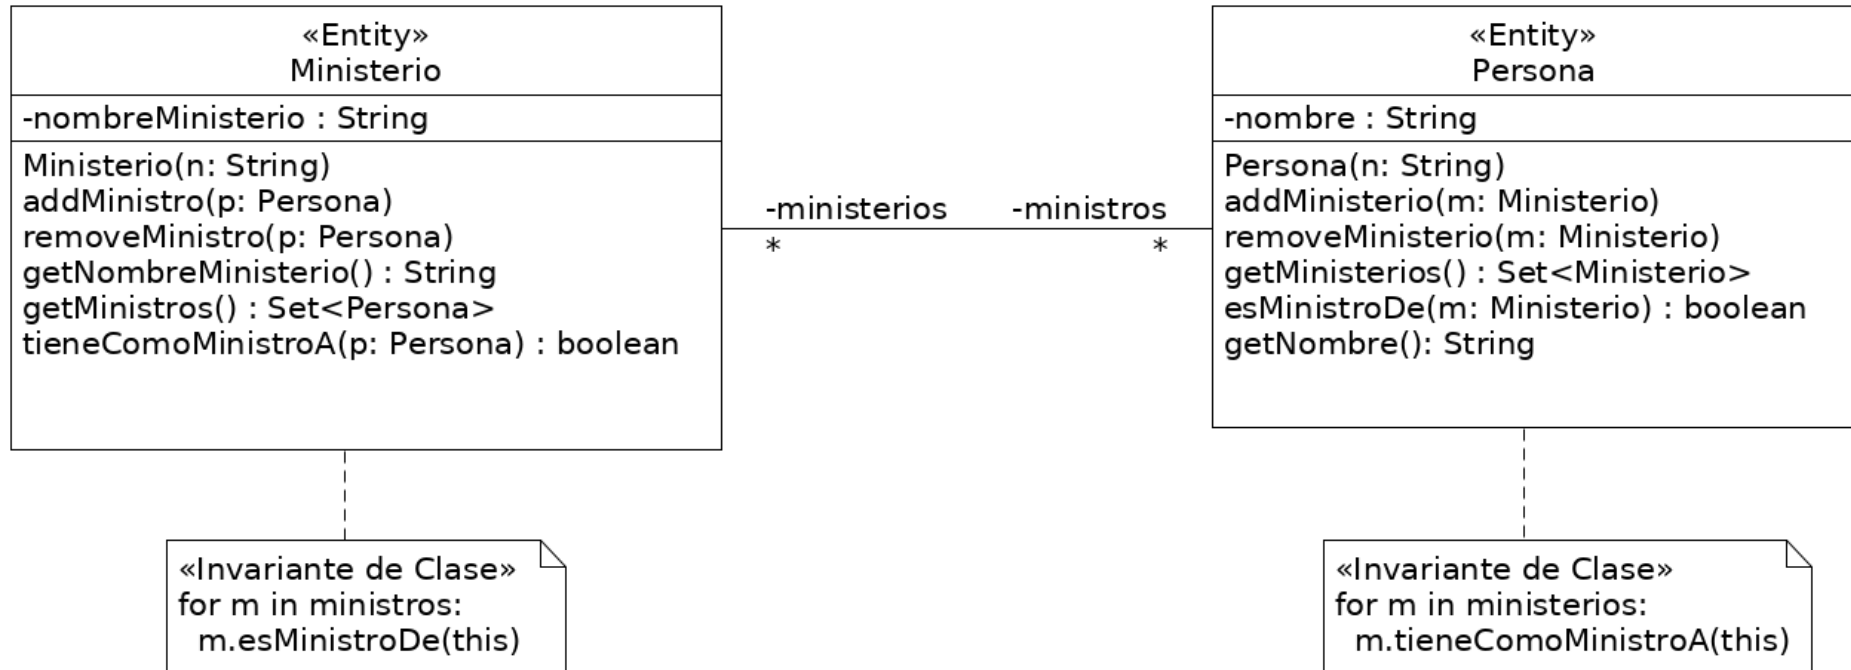 «Entity»
Ministerio
-nombreMinisterio : String
Ministerio(n: String)
addMinistro(p: Persona)
removeMinistro(p: Persona)
getNombreMinisterio() : String
getMinistros() : Set<Persona>
tieneComoMinistroA(p: Persona) : boolean
-ministerios
*
-ministros
*
«Entity»
Persona
-nombre : String
Persona(n: String)
addMinisterio(m: Ministerio)
removeMinisterio(m: Ministerio)
getMinisterios() : Set<Ministerio>
esMinistroDe(m: Ministerio) : boolean
getNombre(): String
«Invariante de Clase»
for m in ministros:
m.esMinistroDe(this)
«Invariante de Clase»
for m in ministerios:
m.tieneComoMinistroA(this)